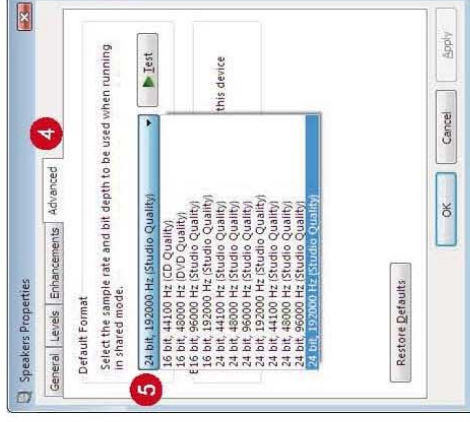 Speakers Properties
4
General
Levels
Enhancements
Advanced
Default Format
Select the sample rate and bit depth to be used when running
in shared mode.
5
24 bit, 192000 Hz (Studio Quality)
Test
16 bit, 44100 Hz (CD Quality)
16 bit, 48000 Hz (DVD Quality)
E16 bit, 96000 Hz (Studio Quality)
16 bit, 192000 Hz (Studio Quality)
24 bit, 44100 Hz (Studio Quality)
24 bit, 48000 Hz (Studio Quality)
24 bit, 96000 Hz (Studio Quality)
24 bit, 192000 Hz (Studio Quality)
24 bit, 44100 Hz (Studio Quality)
24 bit, 48000 Hz (Studio Quality)
24 bit, 96000 Hz (Studio Quality)
24 bit, 192000 Hz (Studio Quality)
this device
Restore Defaults
OK
Cancel
Apply